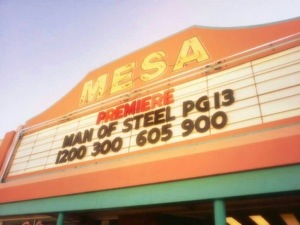 MESA
PREMIERE
MAN OF STEEL PG13
1200 300 605 900